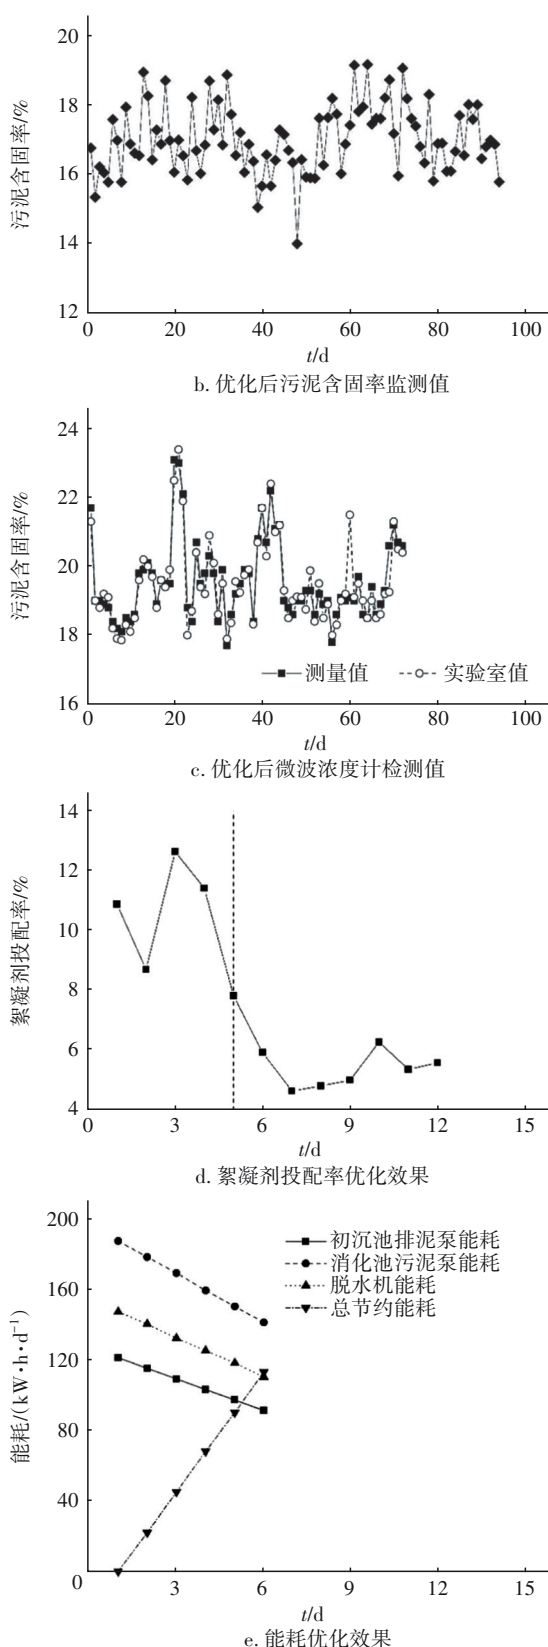 20
18
16
14
12
污泥含固率/%
0 20 40 60 80 100
t/d
b. 优化后污泥含固率监测值
24
22
20
18
16
污泥含固率/%
测量值 实验室值
0 20 40 60 80 100
t/d
c. 优化后微波浓度计检测值
14
12
10
8
6
4
絮凝剂投配率/%
3 6 9 12 15
t/d
d. 絮凝剂投配率优化效果
200
160
120
80
40
0
能耗/(kW·h·d⁻¹)
初沉池排泥泵能耗
消化池污泥泵能耗
脱水机能耗
总节约能耗
3 6 9 12 15
t/d
e. 能耗优化效果